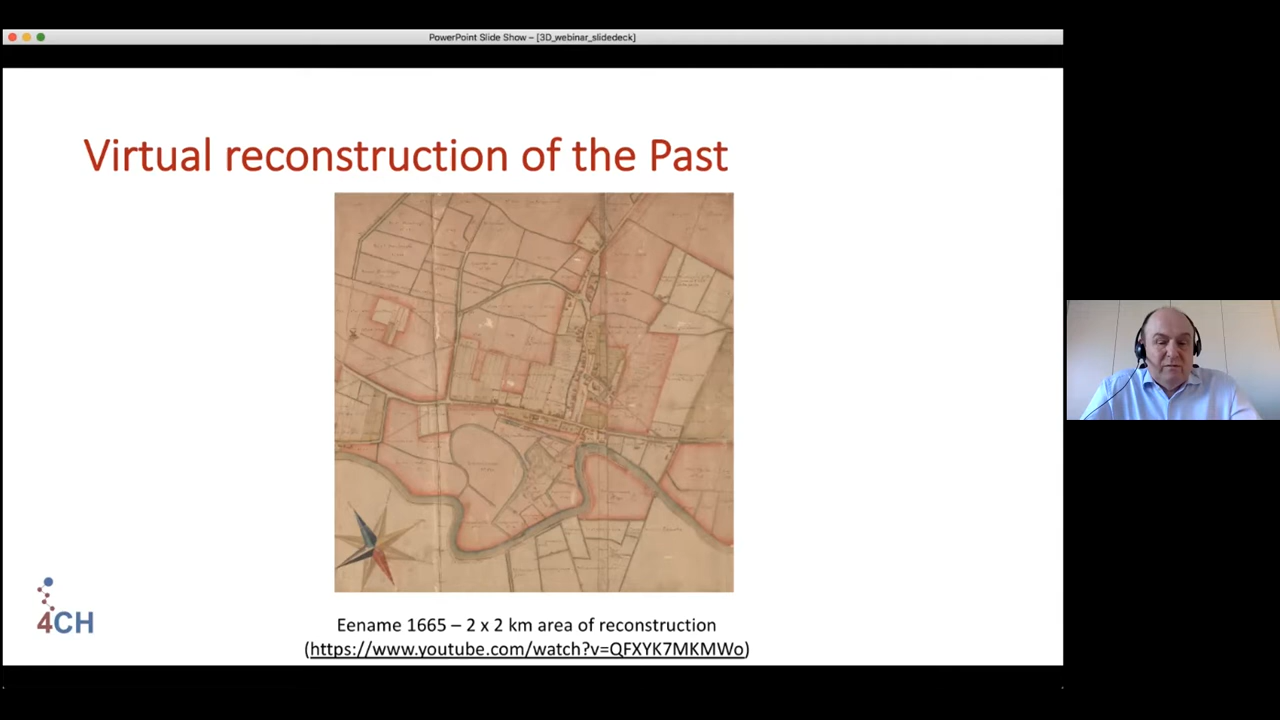 PowerPoint Slide Show – [3D_webinar_slidedeck]
Virtual reconstruction of the Past
4CH
Eename 1665 – 2 x 2 km area of reconstruction
(https://www.youtube.com/watch?v=QFXYK7MKMWo)